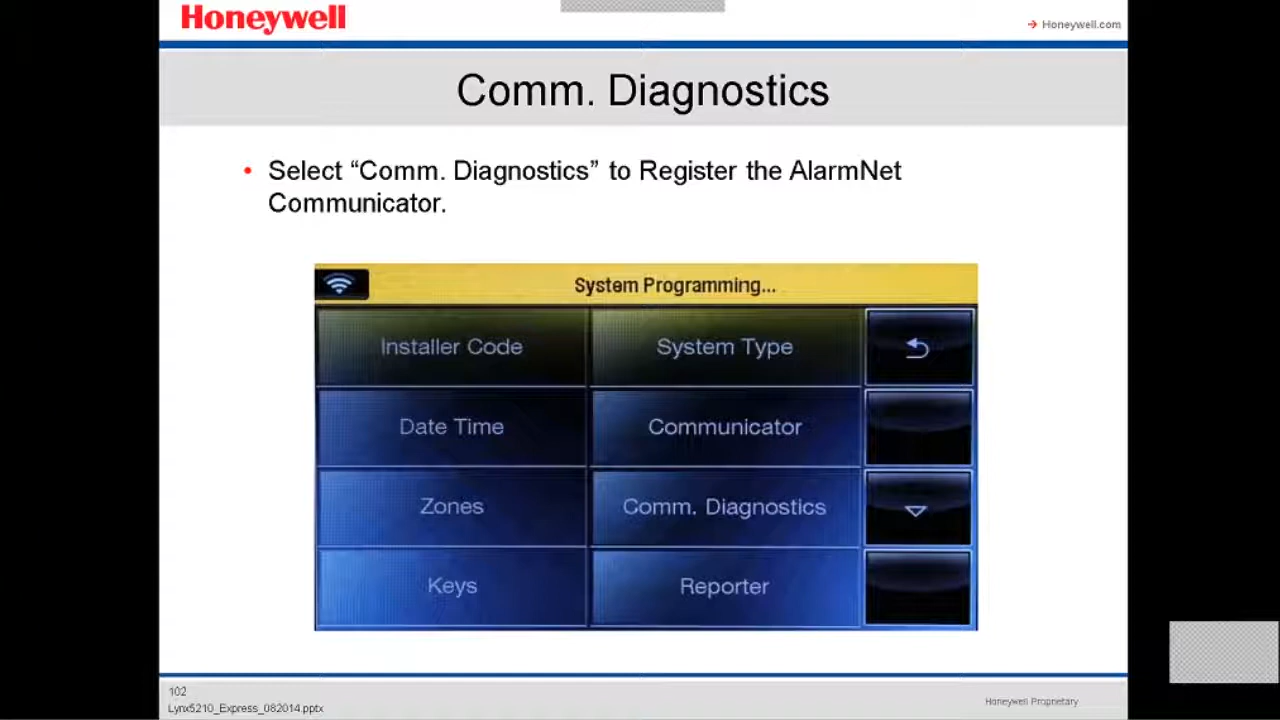 Honeywell
→ Honeywell.com
Comm. Diagnostics
• Select “Comm. Diagnostics” to Register the AlarmNet
Communicator.
System Programming...
Installer Code
System Type
Date Time
Communicator
Zones
Comm. Diagnostics
Keys
Reporter
102
Lynx5210_Express_082014.pptx
Honeywell Proprietary